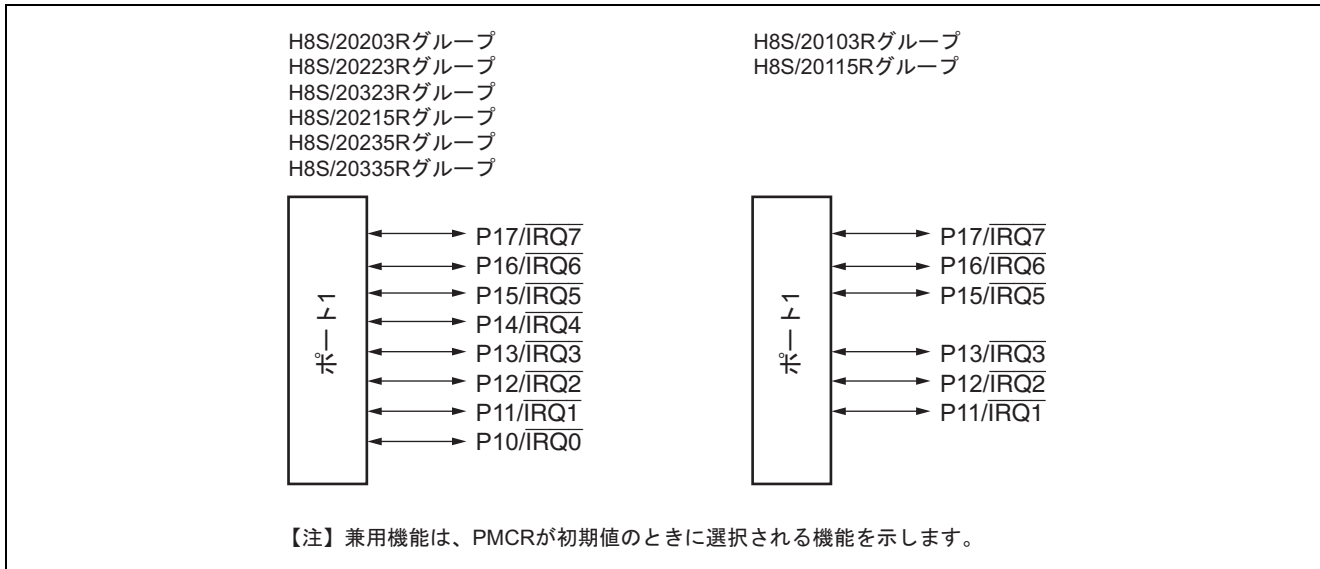 H8S/20203Rグループ
H8S/20223Rグループ
H8S/20323Rグループ
H8S/20215Rグループ
H8S/20235Rグループ
H8S/20335Rグループ
ポート1
P17/IRQ7
P16/IRQ6
P15/IRQ5
P14/IRQ4
P13/IRQ3
P12/IRQ2
P11/IRQ1
P10/IRQ0
H8S/20103Rグループ
H8S/20115Rグループ
ポート1
P17/IRQ7
P16/IRQ6
P15/IRQ5
P13/IRQ3
P12/IRQ2
P11/IRQ1
【注】兼用機能は、PMCRが初期値のときに選択される機能を示します。